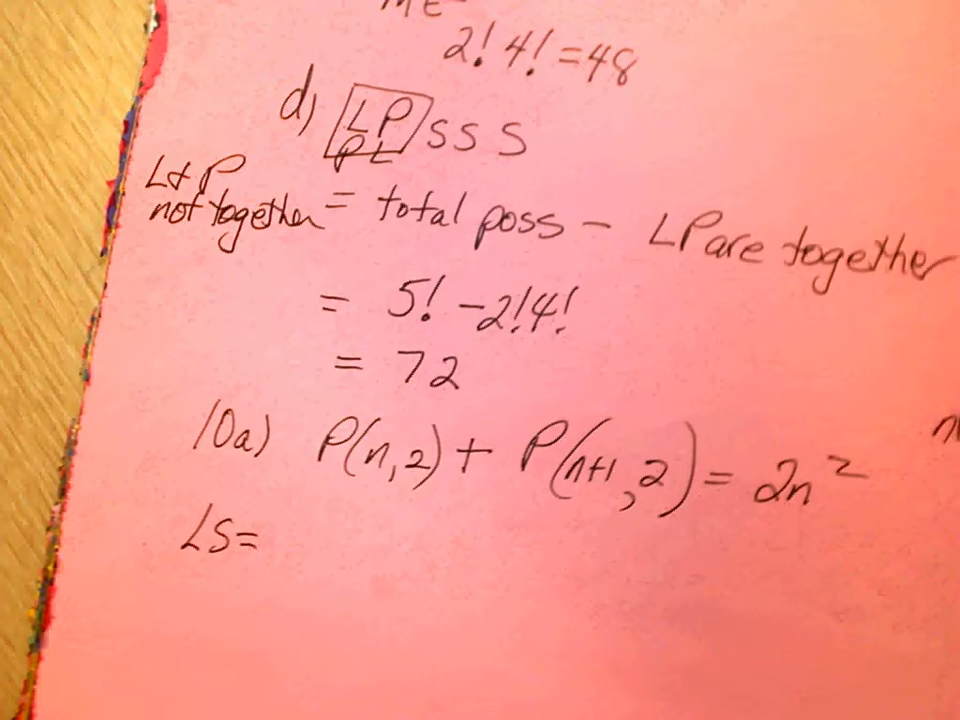 2! 4! = 48
d) LP S S S
PL
L & P
not together = total poss - LP are together
= 5! - 2!4!
= 72
10a) P(n,2) + P(n+1,2) = 2n²
LS=